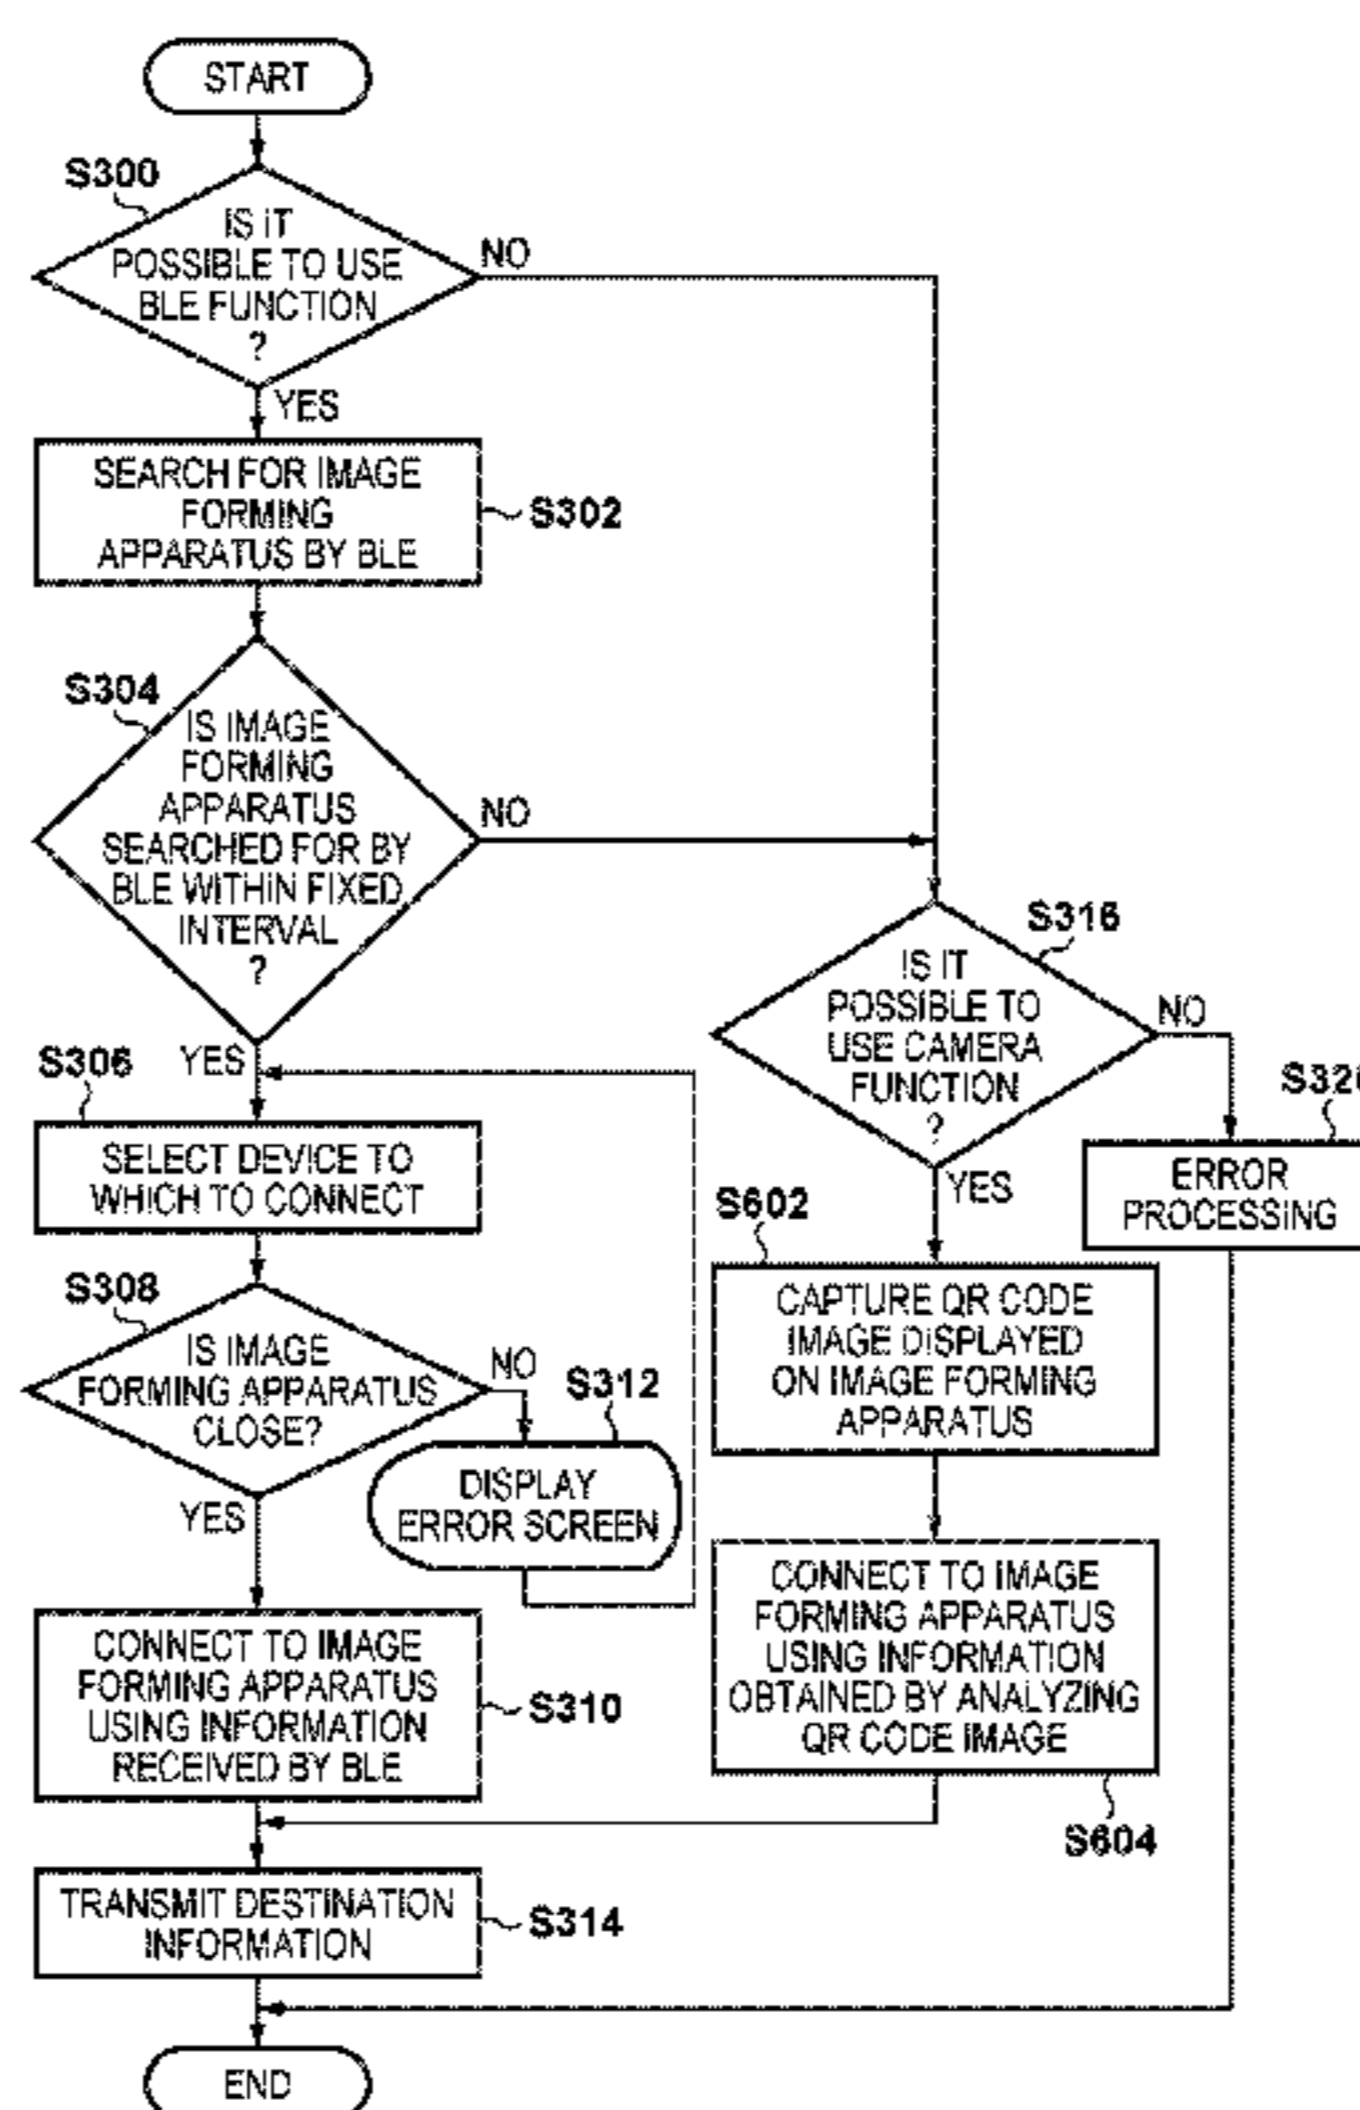 START
S300
IS IT
POSSIBLE TO USE
BLE FUNCTION
?
NO
YES
SEARCH FOR IMAGE
FORMING
APPARATUS BY BLE
S302
S304
IS IMAGE
FORMING
APPARATUS
SEARCHED FOR BY
BLE WITHIN FIXED
INTERVAL
?
NO
YES
S316
IS IT
POSSIBLE TO
USE CAMERA
FUNCTION
?
NO
YES
S306
SELECT DEVICE TO
WHICH TO CONNECT
ERROR
PROCESSING
S602
CAPTURE QR CODE
IMAGE DISPLAYED
ON IMAGE FORMING
APPARATUS
S308
IS IMAGE
FORMING APPARATUS
CLOSE?
NO
YES
S312
DISPLAY
ERROR SCREEN
CONNECT TO IMAGE
FORMING APPARATUS
USING INFORMATION
RECEIVED BY BLE
S310
CONNECT TO IMAGE
FORMING APPARATUS
USING INFORMATION
OBTAINED BY ANALYZING
QR CODE IMAGE
S604
TRANSMIT DESTINATION
INFORMATION
S314
END